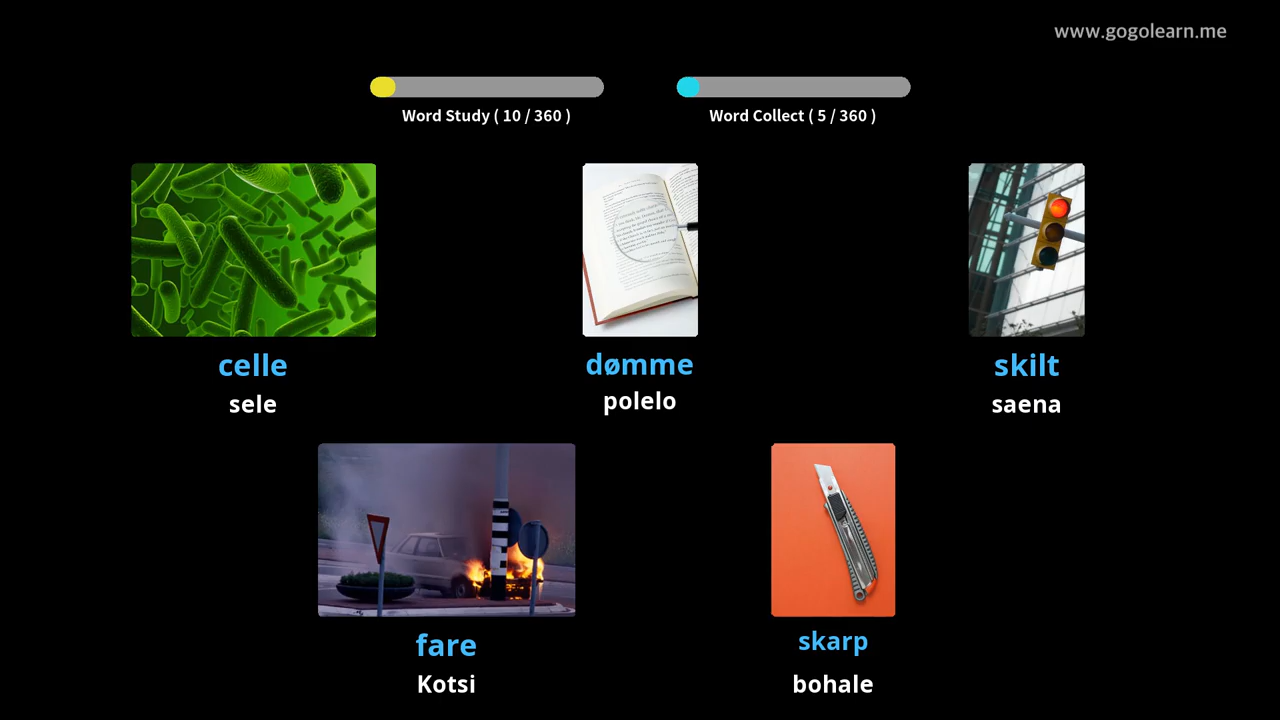 www.gogolearn.me
Word Study ( 10 / 360 )
Word Collect ( 5 / 360 )
celle
dømme
skilt
sele
polelo
saena
fare
skarp
Kotsi
bohale